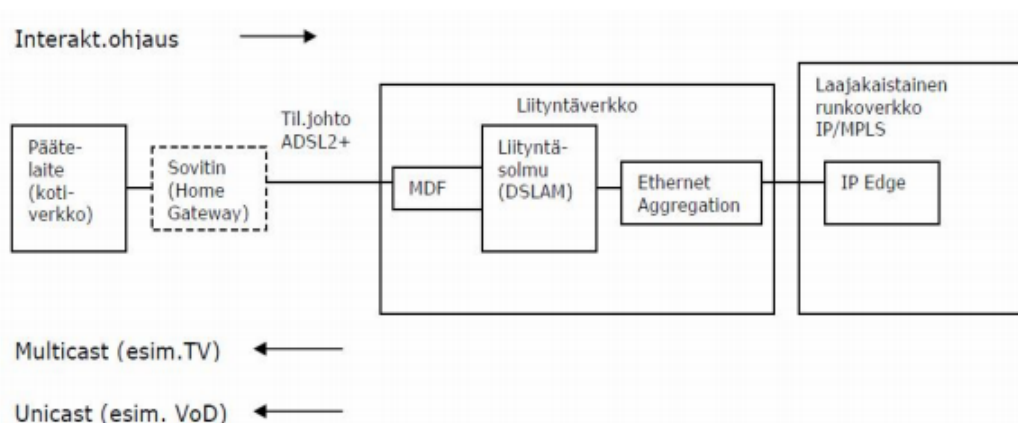 Interakt.ohjaus
Pääte-
laite
(koti-
verkko)
Sovitin
(Home
Gateway)
Til.johto
ADSL2+
Liityntäverkko
MDF
Liityntä-
solmu
(DSLAM)
Ethernet
Aggregation
Laajakaistainen
runkoverkko
IP/MPLS
IP Edge
Multicast (esim.TV)
Unicast (esim. VoD)